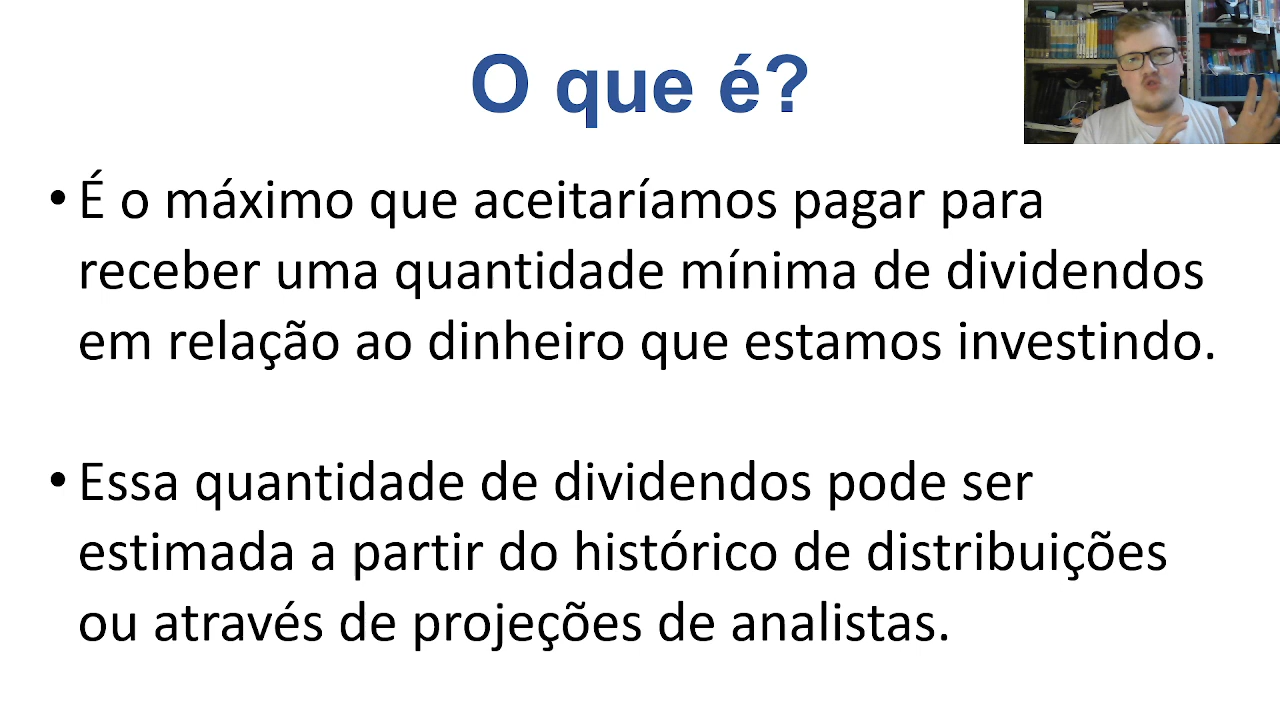 O que é?
• É o máximo que aceitaríamos pagar para
receber uma quantidade mínima de dividendos
em relação ao dinheiro que estamos investindo.
• Essa quantidade de dividendos pode ser
estimada a partir do histórico de distribuições
ou através de projeções de analistas.